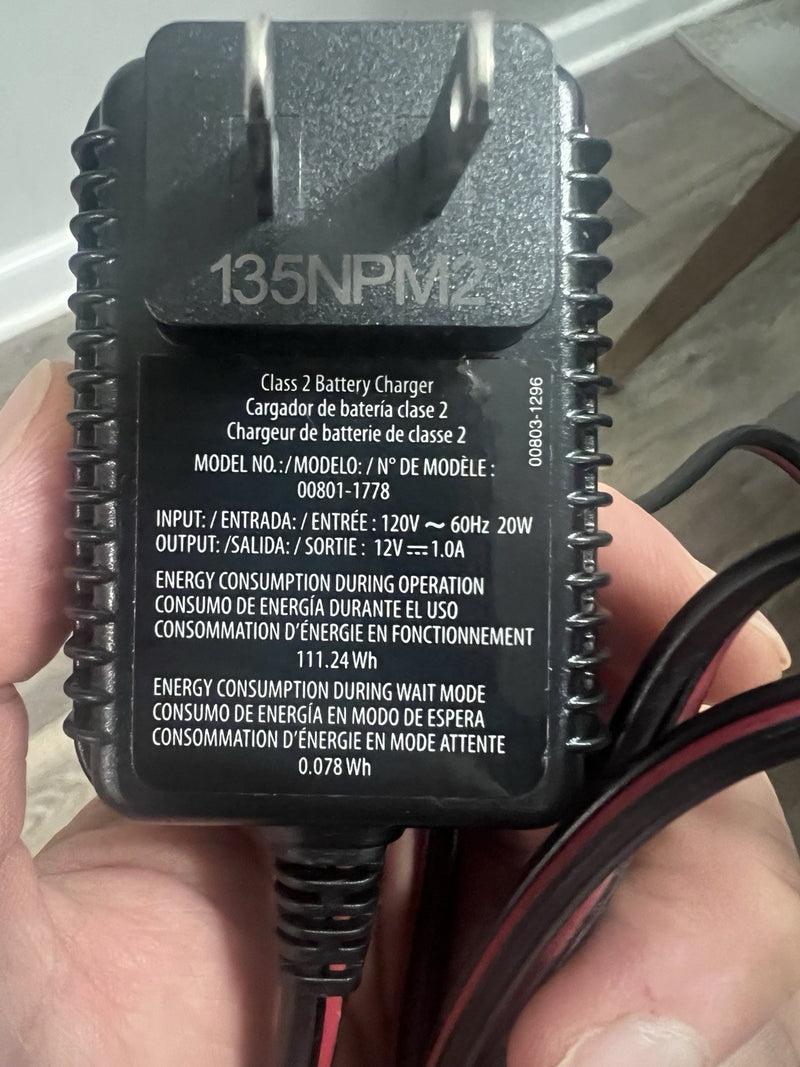 135NPM2
Class 2 Battery Charger
Cargador de batería clase 2
Chargeur de batterie de classe 2
00803-1296
MODEL NO.:/MODELO: / N° DE MODÈLE :
00801-1778
INPUT: / ENTRADA: / ENTRÉE : 120V ~ 60Hz 20W
OUTPUT: /SALIDA: / SORTIE : 12V⎓1.0A
ENERGY CONSUMPTION DURING OPERATION
CONSUMO DE ENERGÍA DURANTE EL USO
CONSOMMATION D'ÉNERGIE EN FONCTIONNEMENT
111.24 Wh
ENERGY CONSUMPTION DURING WAIT MODE
CONSUMO DE ENERGÍA EN MODO DE ESPERA
CONSOMMATION D'ÉNERGIE EN MODE ATTENTE
0.078 Wh